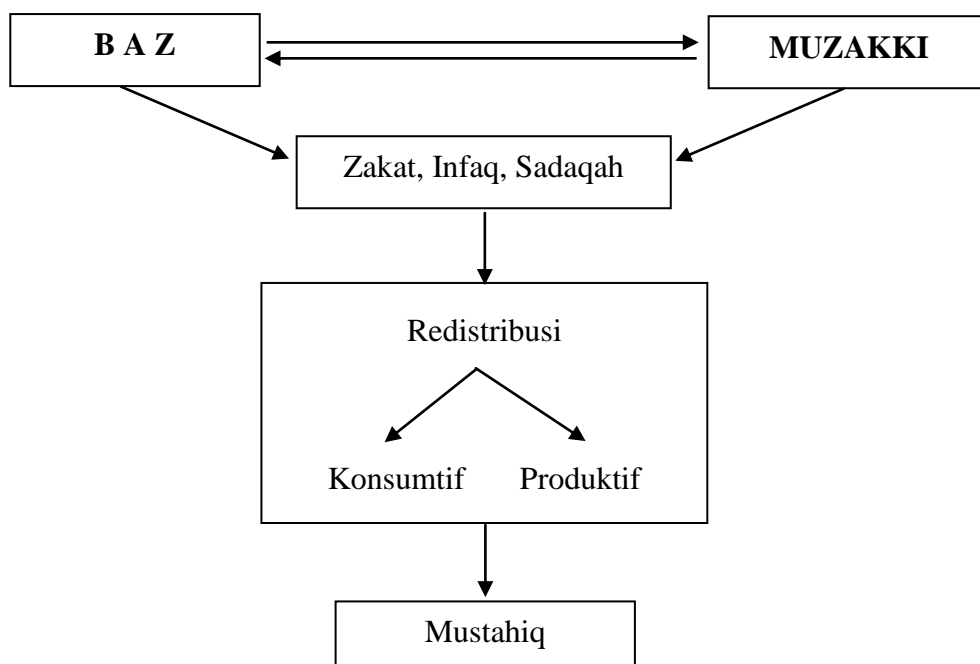 B A Z
MUZAKKI
Zakat, Infaq, Sadaqah
Redistribusi
Konsumtif Produktif
Mustahiq